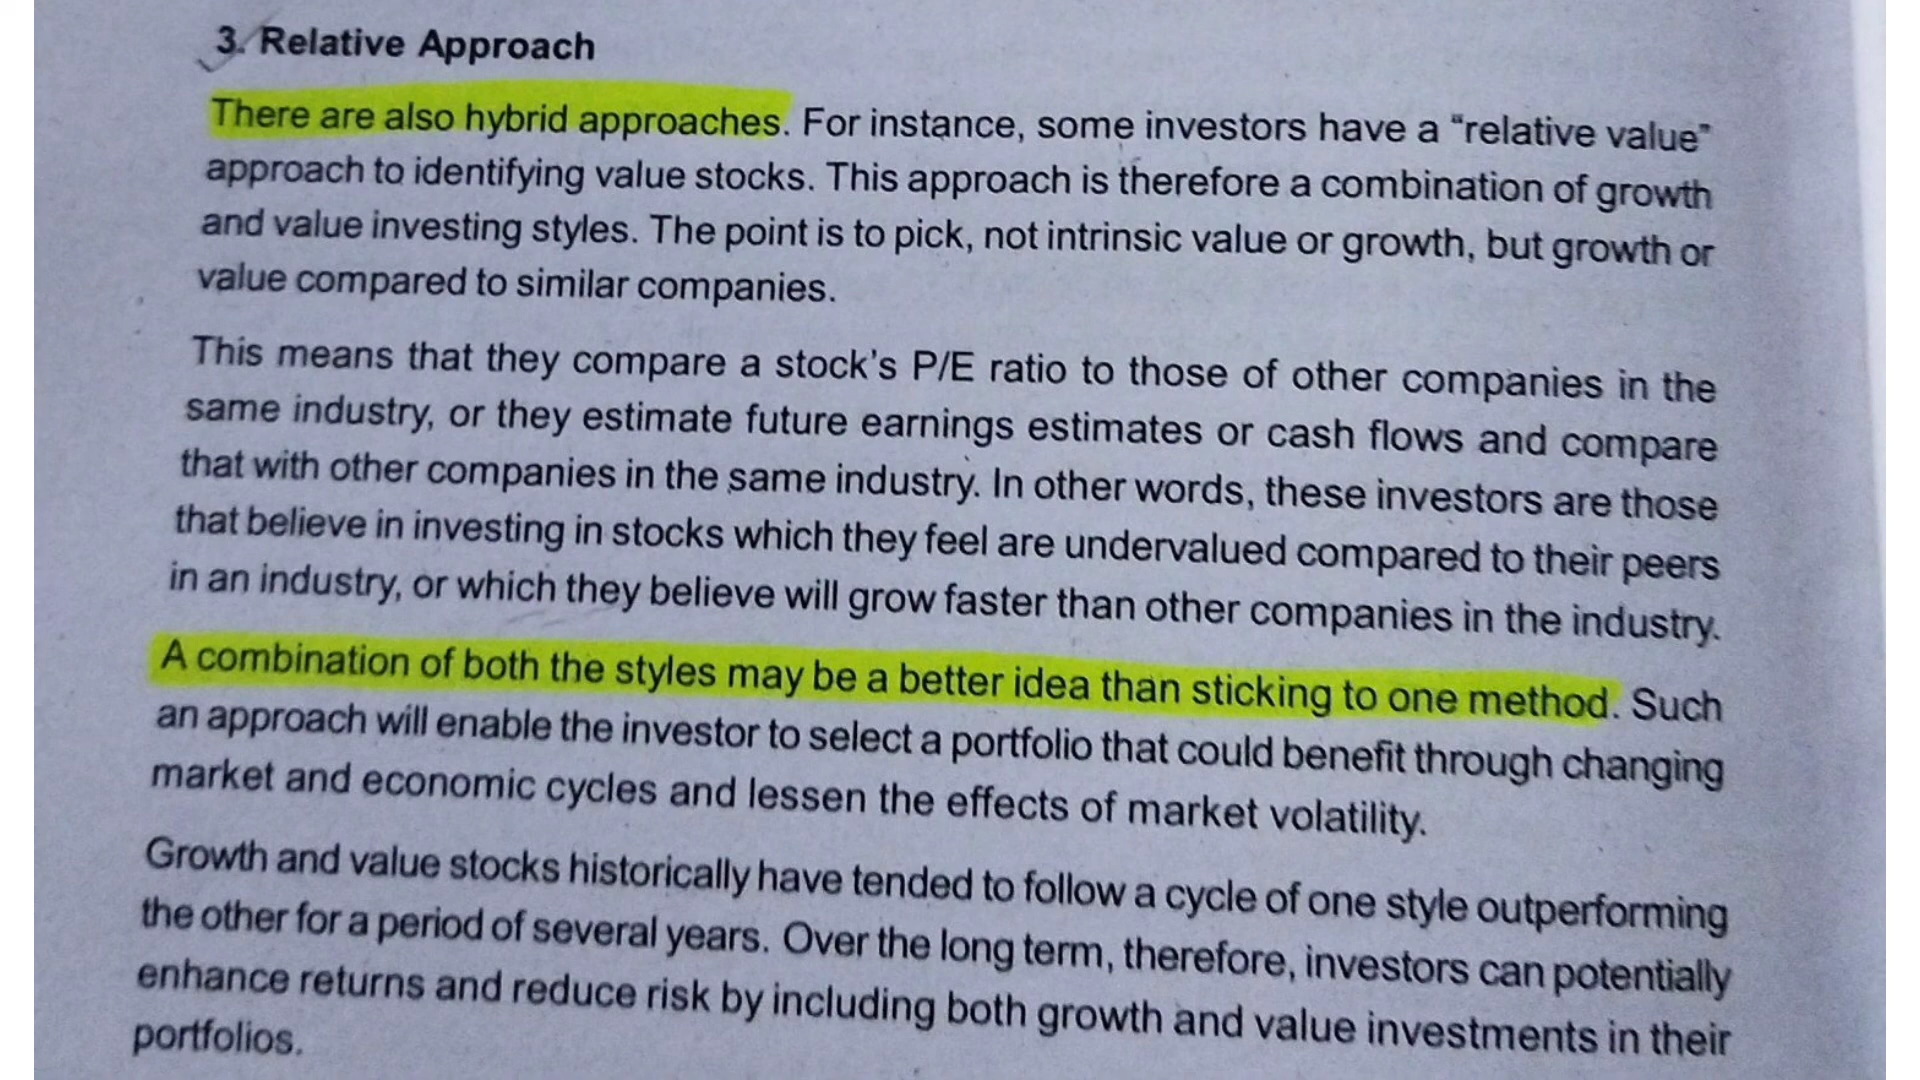 3. Relative Approach
There are also hybrid approaches. For instance, some investors have a “relative value”
approach to identifying value stocks. This approach is therefore a combination of growth
and value investing styles. The point is to pick, not intrinsic value or growth, but growth or
value compared to similar companies.
This means that they compare a stock’s P/E ratio to those of other companies in the
same industry, or they estimate future earnings estimates or cash flows and compare
that with other companies in the same industry. In other words, these investors are those
that believe in investing in stocks which they feel are undervalued compared to their peers
in an industry, or which they believe will grow faster than other companies in the industry.
A combination of both the styles may be a better idea than sticking to one method. Such
an approach will enable the investor to select a portfolio that could benefit through changing
market and economic cycles and lessen the effects of market volatility.
Growth and value stocks historically have tended to follow a cycle of one style outperforming
the other for a period of several years. Over the long term, therefore, investors can potentially
enhance returns and reduce risk by including both growth and value investments in their
portfolios.